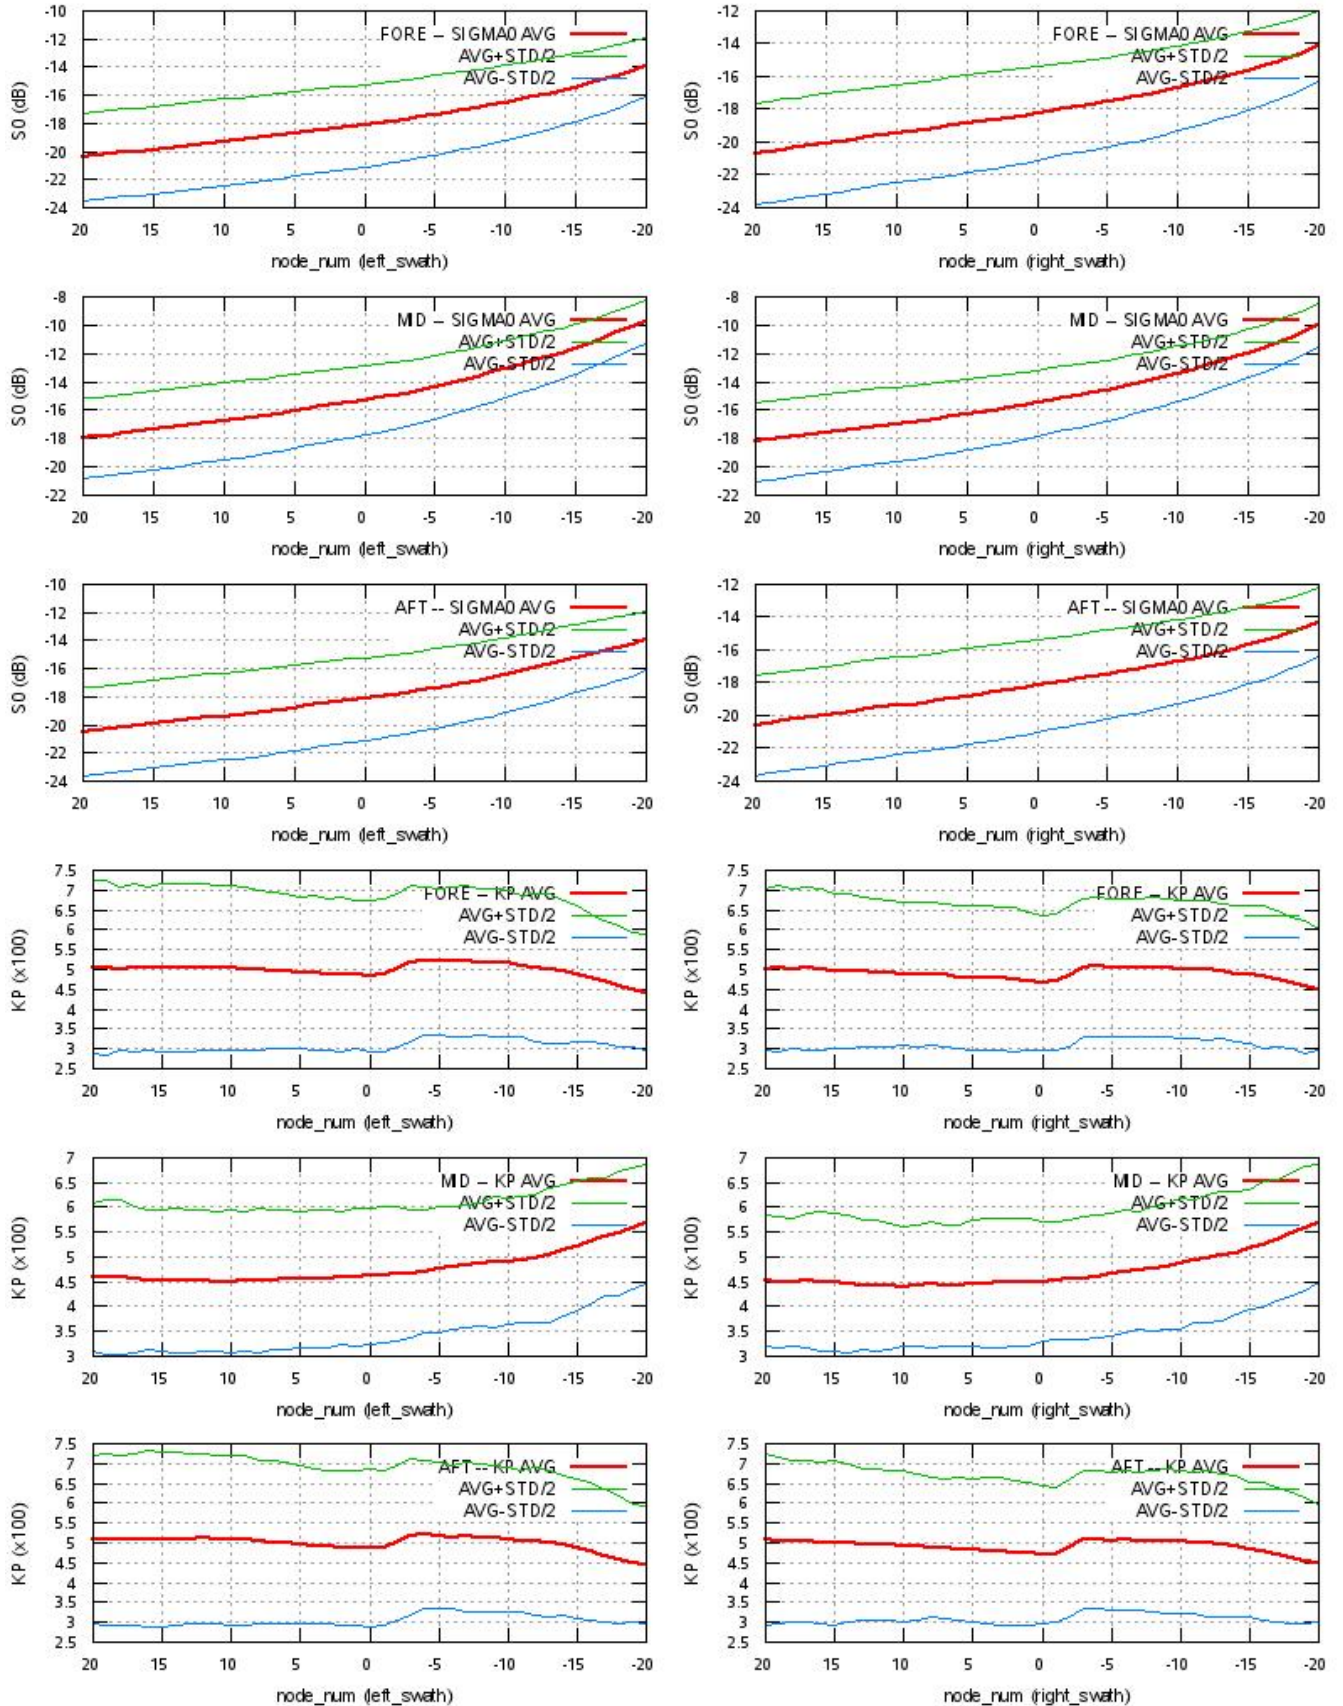 -10
FORE -- SIGMA0 AVG
-12
AVG+STD/2
-14
AVG-STD/2
-16
-18
-20
-22
-24
S0 (dB)
20 15 10 5 0 -5 -10 -15 -20
node_num (left_swath)
-12
FORE -- SIGMA0 AVG
-14
AVG+STD/2
-16
AVG-STD/2
-18
-20
-22
-24
S0 (dB)
20 15 10 5 0 -5 -10 -15 -20
node_num (right_swath)
-8
MID -- SIGMA0 AVG
-10
AVG+STD/2
-12
AVG-STD/2
-14
-16
-18
-20
-22
S0 (dB)
20 15 10 5 0 -5 -10 -15 -20
node_num (left_swath)
-8
MID -- SIGMA0 AVG
-10
AVG+STD/2
-12
AVG-STD/2
-14
-16
-18
-20
-22
S0 (dB)
20 15 10 5 0 -5 -10 -15 -20
node_num (right_swath)
-10
AFT -- SIGMA0 AVG
-12
AVG+STD/2
-14
AVG-STD/2
-16
-18
-20
-22
-24
S0 (dB)
20 15 10 5 0 -5 -10 -15 -20
node_num (left_swath)
-12
AFT -- SIGMA0 AVG
-14
AVG+STD/2
-16
AVG-STD/2
-18
-20
-22
-24
S0 (dB)
20 15 10 5 0 -5 -10 -15 -20
node_num (right_swath)
7.5
FORE -- KP AVG
7
AVG+STD/2
6.5
AVG-STD/2
6
5.5
5
4.5
4
3.5
3
2.5
KP (x100)
20 15 10 5 0 -5 -10 -15 -20
node_num (left_swath)
7.5
FORE -- KP AVG
7
AVG+STD/2
6.5
AVG-STD/2
6
5.5
5
4.5
4
3.5
3
2.5
KP (x100)
20 15 10 5 0 -5 -10 -15 -20
node_num (right_swath)
7
MID -- KP AVG
6.5
AVG+STD/2
6
AVG-STD/2
5.5
5
4.5
4
3.5
3
KP (x100)
20 15 10 5 0 -5 -10 -15 -20
node_num (left_swath)
7
MID -- KP AVG
6.5
AVG+STD/2
6
AVG-STD/2
5.5
5
4.5
4
3.5
3
KP (x100)
20 15 10 5 0 -5 -10 -15 -20
node_num (right_swath)
7.5
AFT -- KP AVG
7
AVG+STD/2
6.5
AVG-STD/2
6
5.5
5
4.5
4
3.5
3
2.5
KP (x100)
20 15 10 5 0 -5 -10 -15 -20
node_num (left_swath)
7.5
AFT -- KP AVG
7
AVG+STD/2
6.5
AVG-STD/2
6
5.5
5
4.5
4
3.5
3
2.5
KP (x100)
20 15 10 5 0 -5 -10 -15 -20
node_num (right_swath)